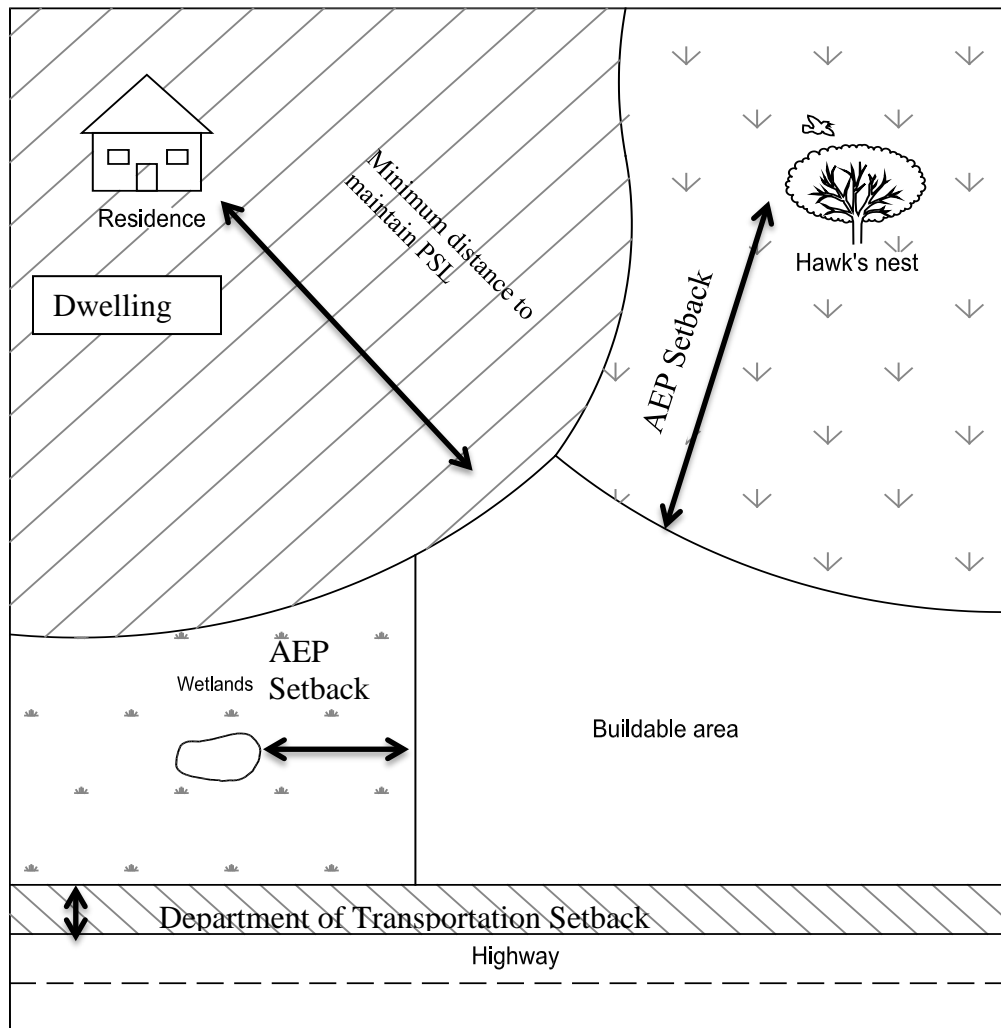 Residence
Dwelling
Minimum distance to
maintain PSL
Hawk's nest
AEP Setback
Wetlands
AEP
Setback
Buildable area
Department of Transportation Setback
Highway